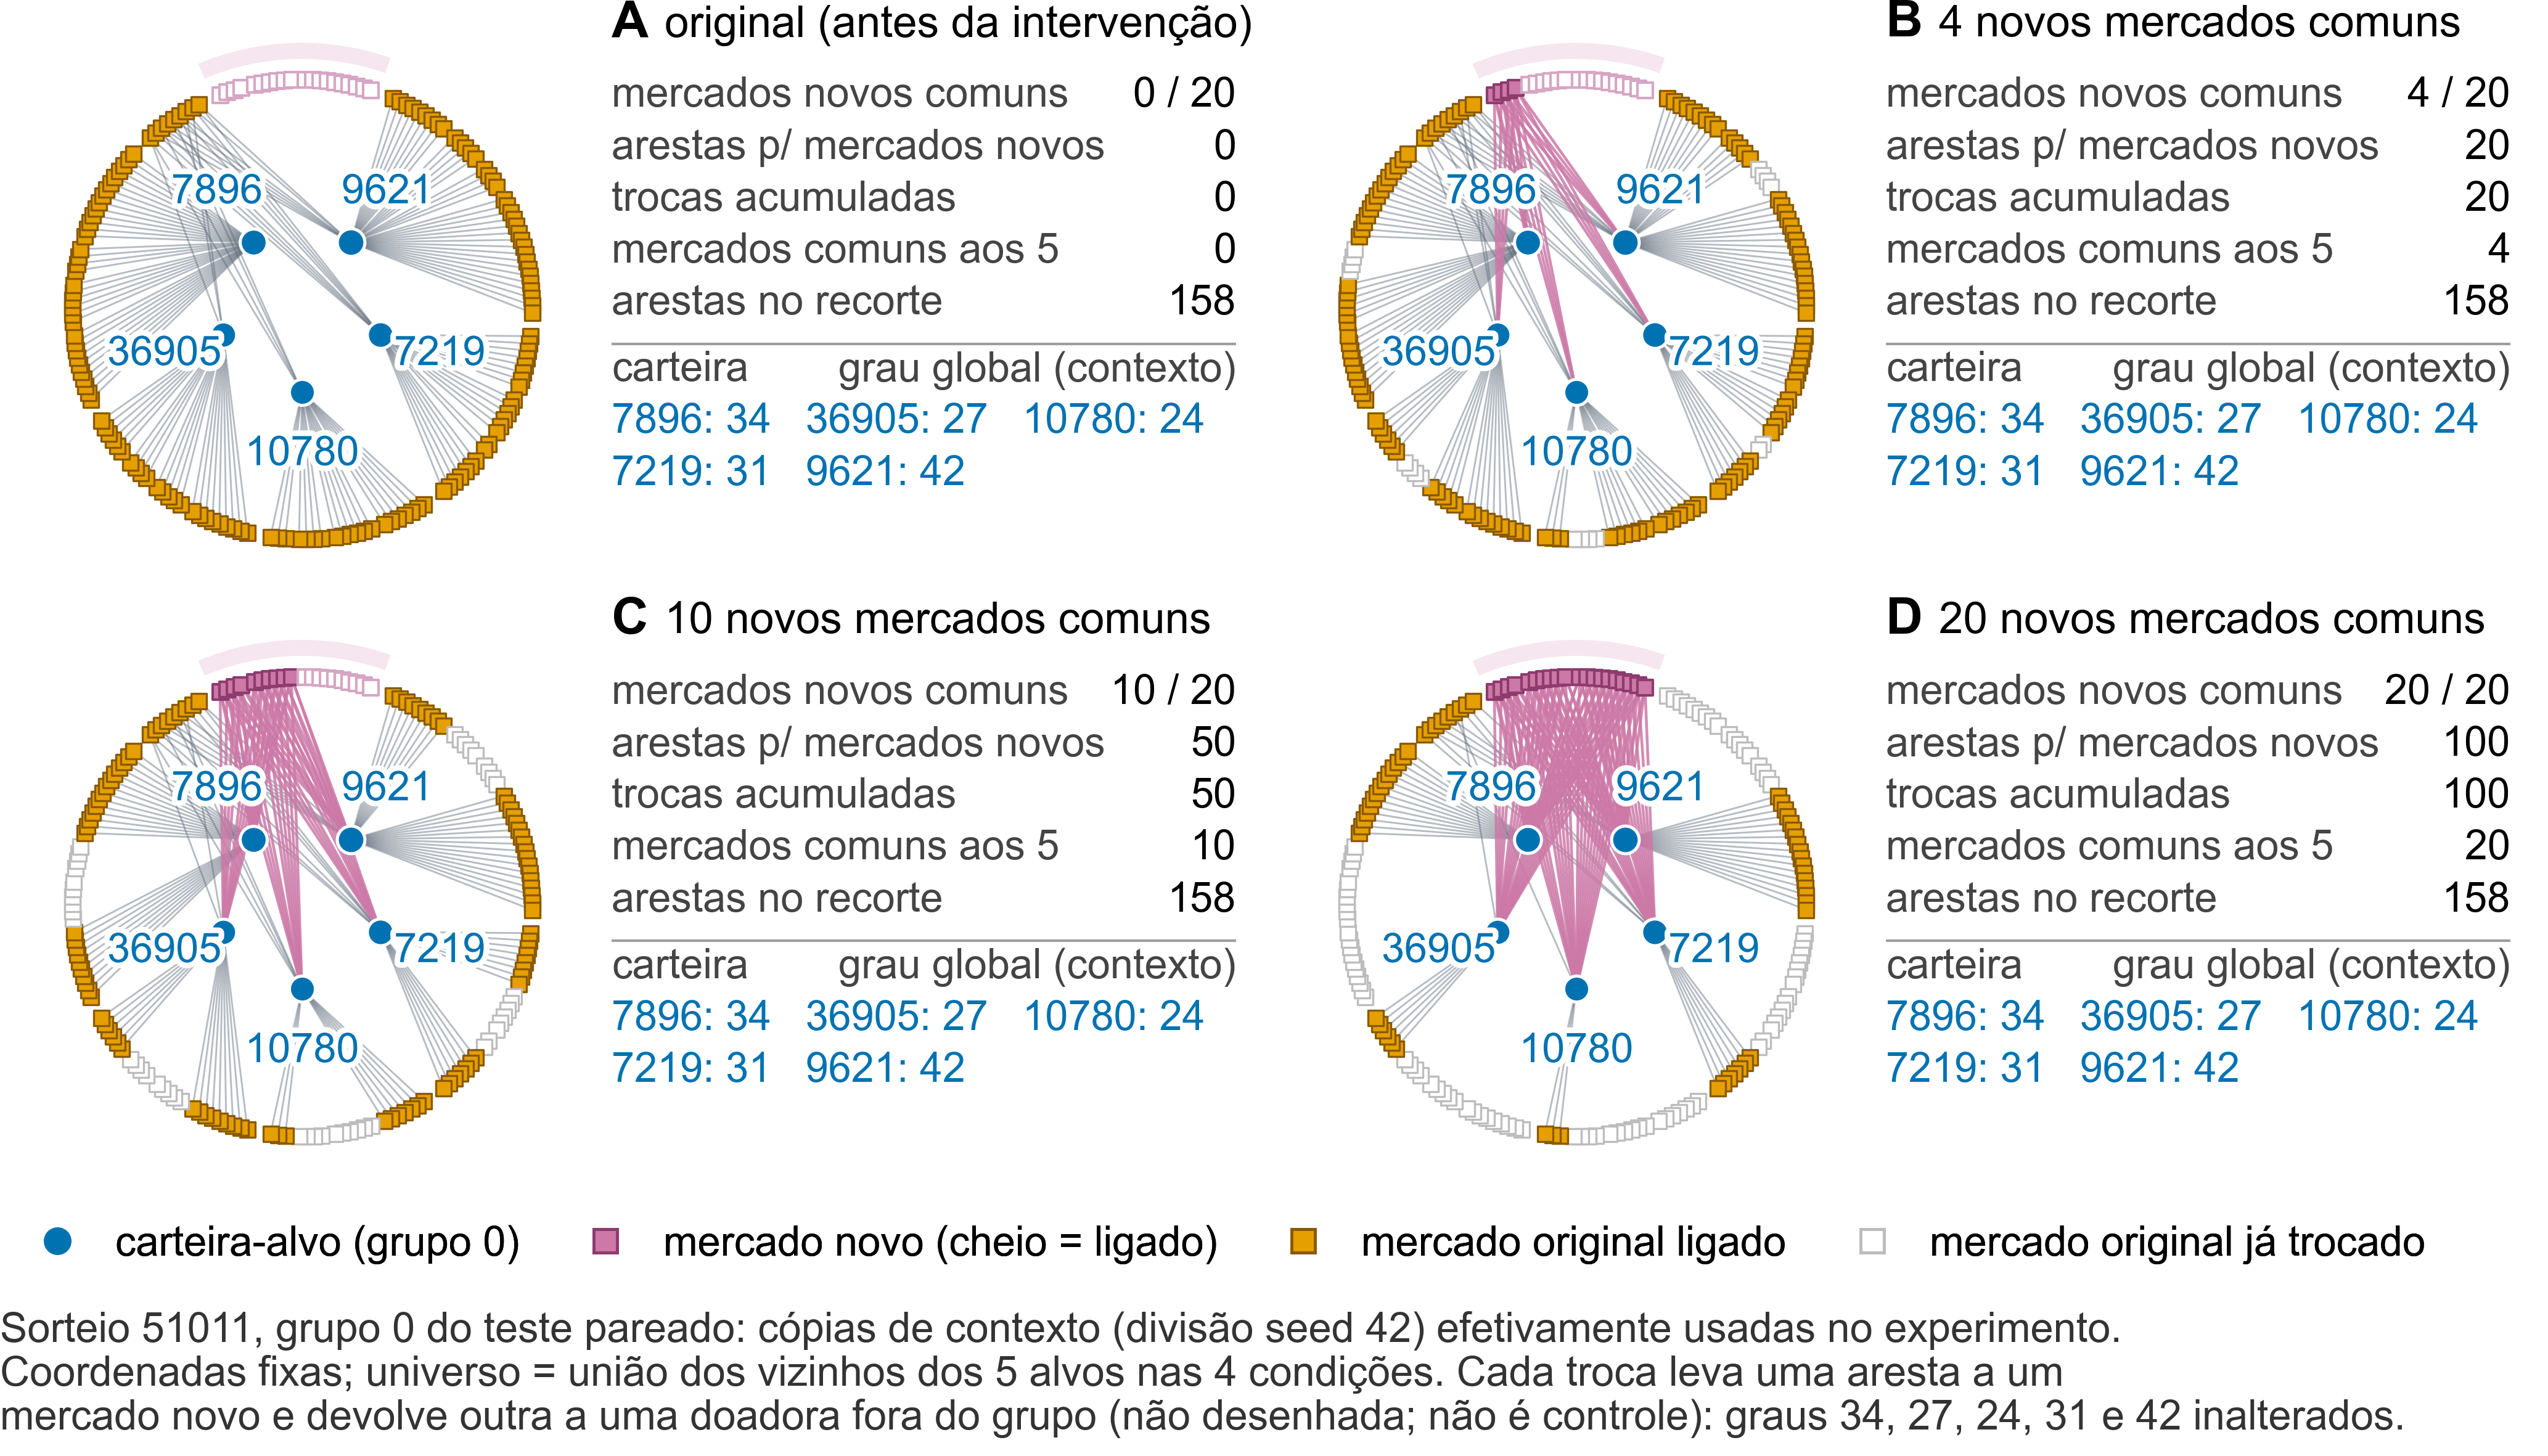 A original (antes da intervenção)
mercados novos comuns 0 / 20
arestas p/ mercados novos 0
trocas acumuladas 0
mercados comuns aos 5 0
arestas no recorte 158
carteira grau global (contexto)
7896: 34 36905: 27 10780: 24
7219: 31 9621: 42
7896 9621
36905 7219
10780
B 4 novos mercados comuns
mercados novos comuns 4 / 20
arestas p/ mercados novos 20
trocas acumuladas 20
mercados comuns aos 5 4
arestas no recorte 158
carteira grau global (contexto)
7896: 34 36905: 27 10780: 24
7219: 31 9621: 42
7896 9621
36905 7219
10780
C 10 novos mercados comuns
mercados novos comuns 10 / 20
arestas p/ mercados novos 50
trocas acumuladas 50
mercados comuns aos 5 10
arestas no recorte 158
carteira grau global (contexto)
7896: 34 36905: 27 10780: 24
7219: 31 9621: 42
7896 9621
36905 7219
10780
D 20 novos mercados comuns
mercados novos comuns 20 / 20
arestas p/ mercados novos 100
trocas acumuladas 100
mercados comuns aos 5 20
arestas no recorte 158
carteira grau global (contexto)
7896: 34 36905: 27 10780: 24
7219: 31 9621: 42
7896 9621
36905 7219
10780
carteira-alvo (grupo 0) mercado novo (cheio = ligado) mercado original ligado mercado original já trocado
Sorteio 51011, grupo 0 do teste pareado: cópias de contexto (divisão seed 42) efetivamente usadas no experimento.
Coordenadas fixas; universo = união dos vizinhos dos 5 alvos nas 4 condições. Cada troca leva uma aresta a um
mercado novo e devolve outra a uma doadora fora do grupo (não desenhada; não é controle): graus 34, 27, 24, 31 e 42 inalterados.